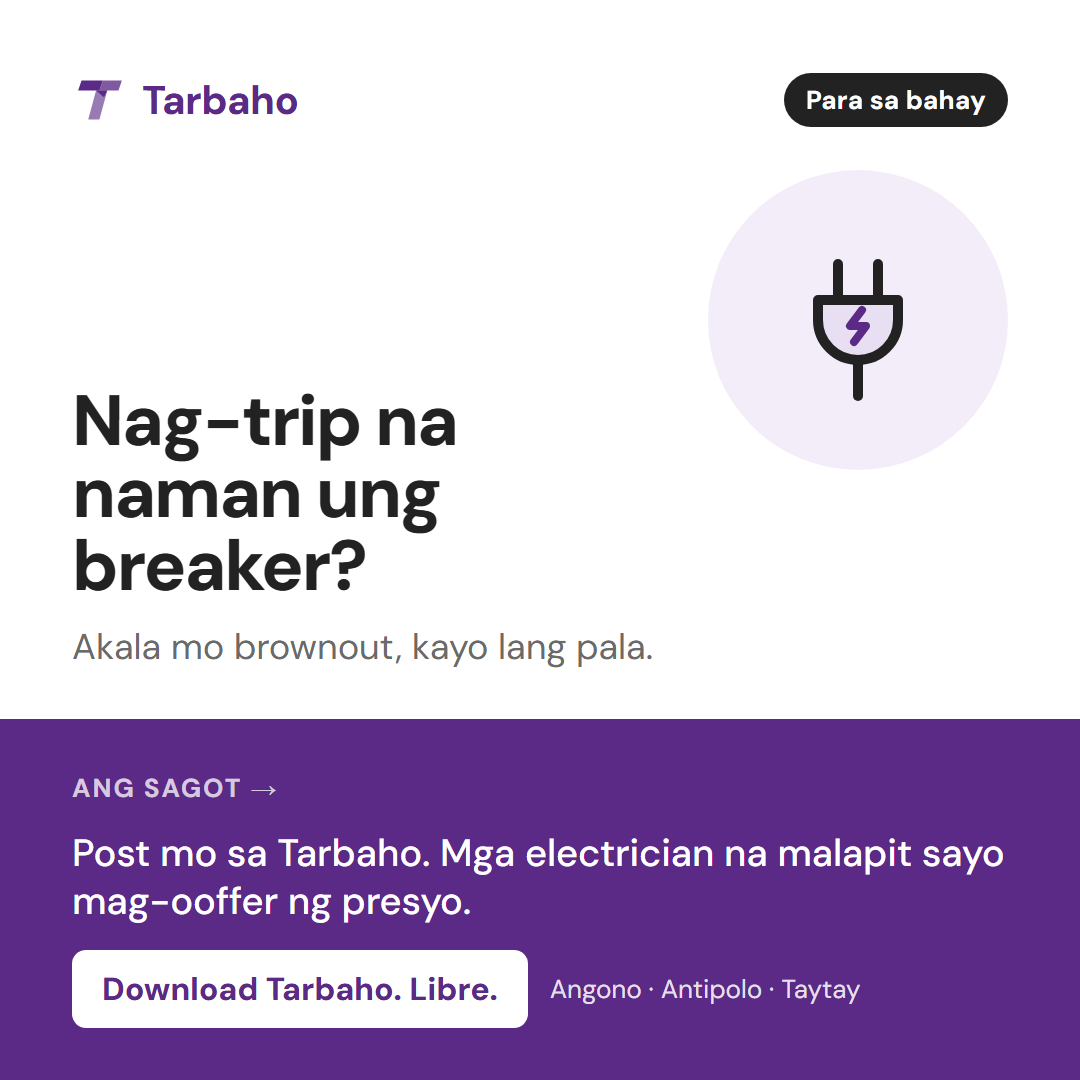 Tarbaho
Para sa bahay
Nag-trip na
naman ung
breaker?
Akala mo brownout, kayo lang pala.
ANG SAGOT →
Post mo sa Tarbaho. Mga electrician na malapit sayo
mag-ooffer ng presyo.
Download Tarbaho. Libre.
Angono · Antipolo · Taytay